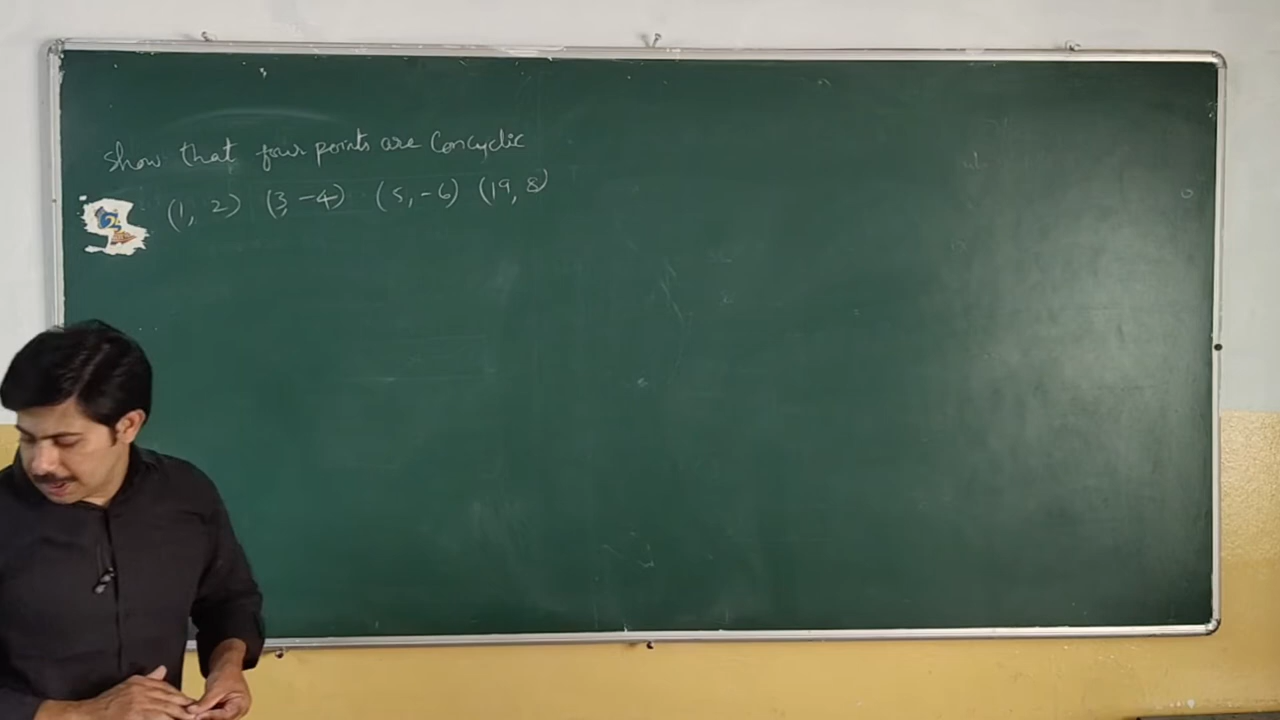 Show that four points are Concyclic
(1, 2) (3, -4) (5, -6) (19, 8)